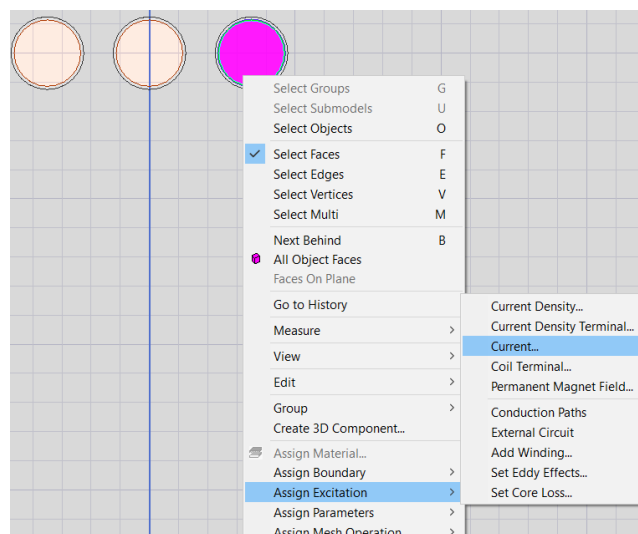 Select Groups G
Select Submodels U
Select Objects O
Select Faces F
Select Edges E
Select Vertices V
Select Multi M
Next Behind B
All Object Faces
Faces On Plane
Go to History
Measure
View
Edit
Group
Create 3D Component...
Assign Material...
Assign Boundary
Assign Excitation
Assign Parameters
Assign Mesh Operation
Current Density...
Current Density Terminal...
Current...
Coil Terminal...
Permanent Magnet Field...
Conduction Paths
External Circuit
Add Winding...
Set Eddy Effects...
Set Core Loss...